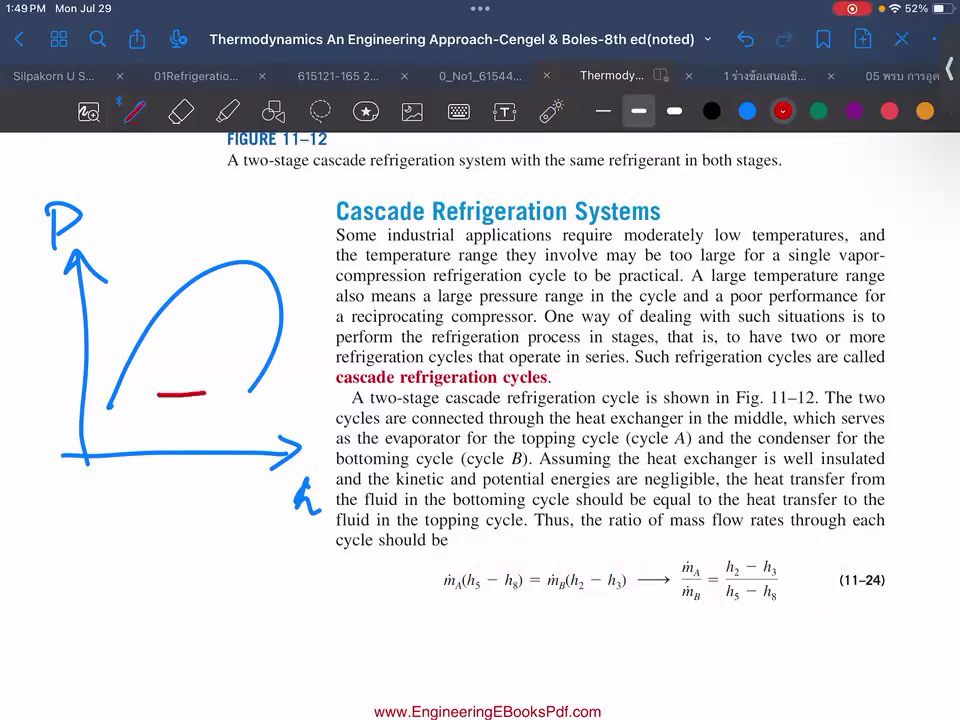 1:49 PM Mon Jul 29
52%
Thermodynamics An Engineering Approach-Cengel & Boles-8th ed(noted)
Silpakorn U S...
01Refrigeratio...
615121-165 2...
0_No1_61544...
Thermody...
1 ร่างข้อเสนอเชิ...
05 พรบ การอุด
FIGURE 11–12
A two-stage cascade refrigeration system with the same refrigerant in both stages.
P
h
Cascade Refrigeration Systems
Some industrial applications require moderately low temperatures, and
the temperature range they involve may be too large for a single vapor-
compression refrigeration cycle to be practical. A large temperature range
also means a large pressure range in the cycle and a poor performance for
a reciprocating compressor. One way of dealing with such situations is to
perform the refrigeration process in stages, that is, to have two or more
refrigeration cycles that operate in series. Such refrigeration cycles are called
cascade refrigeration cycles.
A two-stage cascade refrigeration cycle is shown in Fig. 11–12. The two
cycles are connected through the heat exchanger in the middle, which serves
as the evaporator for the topping cycle (cycle A) and the condenser for the
bottoming cycle (cycle B). Assuming the heat exchanger is well insulated
and the kinetic and potential energies are negligible, the heat transfer from
the fluid in the bottoming cycle should be equal to the heat transfer to the
fluid in the topping cycle. Thus, the ratio of mass flow rates through each
cycle should be
ṁ_A(h₅ − h₈) = ṁ_B(h₂ − h₃) ⟶ ṁ_A/ṁ_B = (h₂ − h₃)/(h₅ − h₈) (11–24)
www.EngineeringEBooksPdf.com